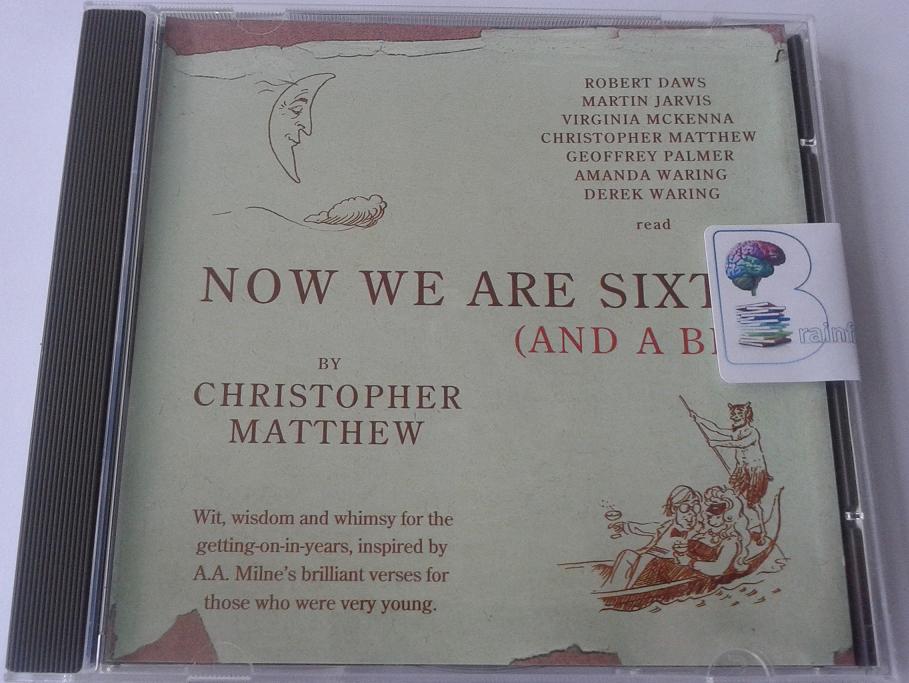 ROBERT DAWS
MARTIN JARVIS
VIRGINIA MCKENNA
CHRISTOPHER MATTHEW
GEOFFREY PALMER
AMANDA WARING
DEREK WARING
read
NOW WE ARE SIXT
(AND A B
B
rainf
BY
CHRISTOPHER
MATTHEW
Wit, wisdom and whimsy for the
getting-on-in-years, inspired by
A.A. Milne's brilliant verses for
those who were very young.